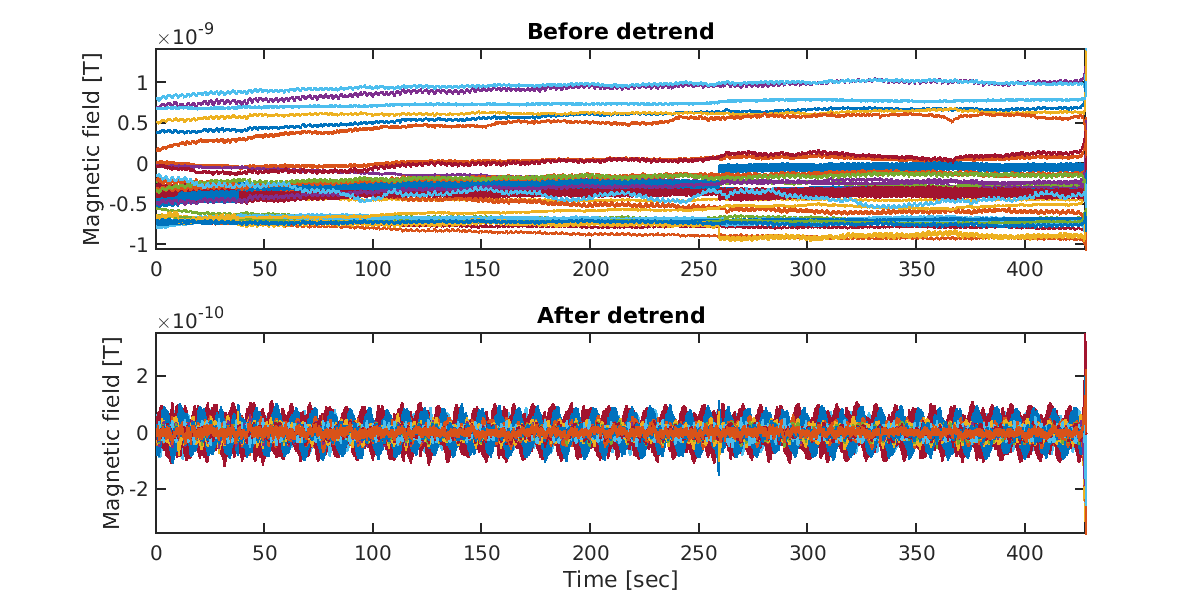 Before detrend
×10^-9
Magnetic field [T]
1
0.5
0
-0.5
-1
0 50 100 150 200 250 300 350 400
After detrend
×10^-10
Magnetic field [T]
2
0
-2
0 50 100 150 200 250 300 350 400
Time [sec]